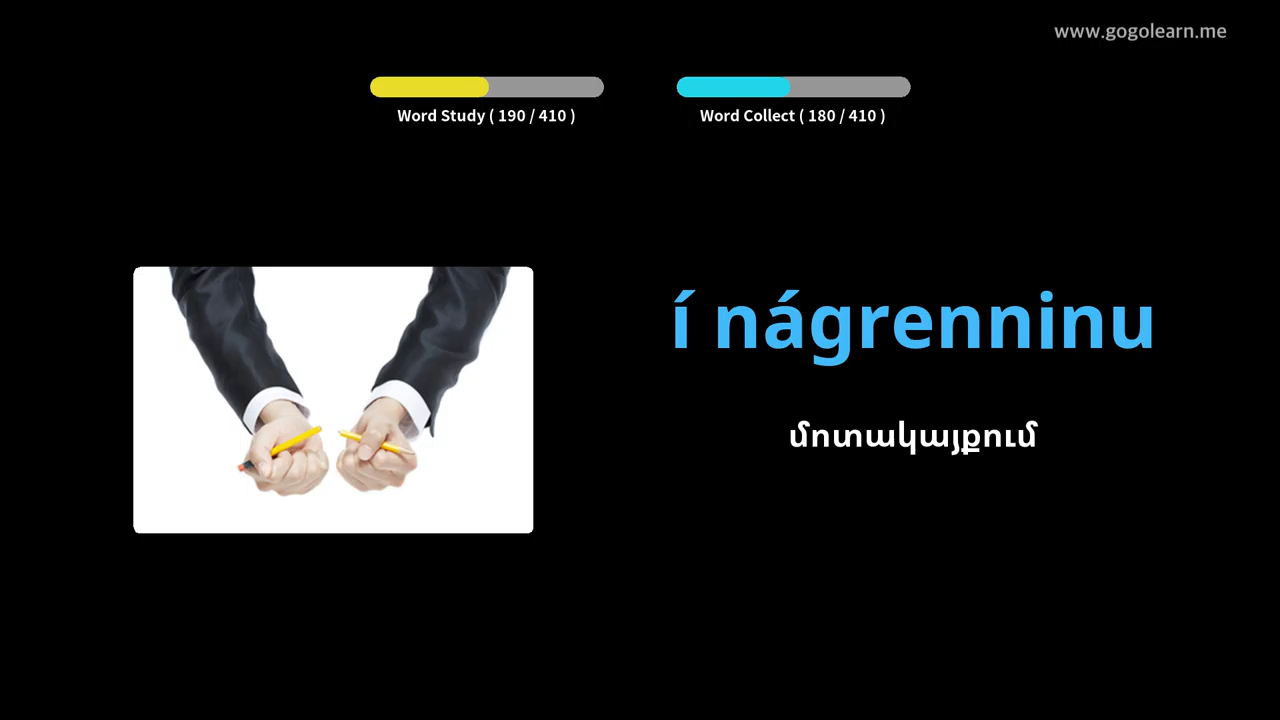 www.gogolearn.me
Word Study ( 190 / 410 )
Word Collect ( 180 / 410 )
í nágrenninu
մոտակայքում